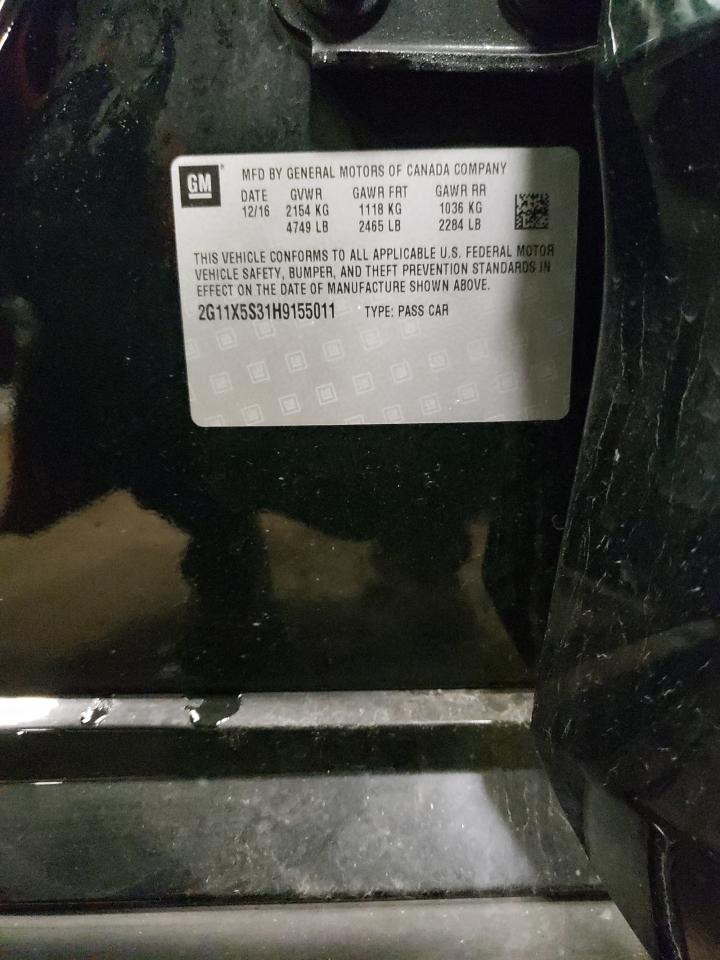 GM
MFD BY GENERAL MOTORS OF CANADA COMPANY
DATE GVWR GAWR FRT GAWR RR
12/16 2154 KG 1118 KG 1036 KG
4749 LB 2465 LB 2284 LB
THIS VEHICLE CONFORMS TO ALL APPLICABLE U.S. FEDERAL MOTOR
VEHICLE SAFETY, BUMPER, AND THEFT PREVENTION STANDARDS IN
EFFECT ON THE DATE OF MANUFACTURE SHOWN ABOVE.
2G11X5S31H9155011 TYPE: PASS CAR